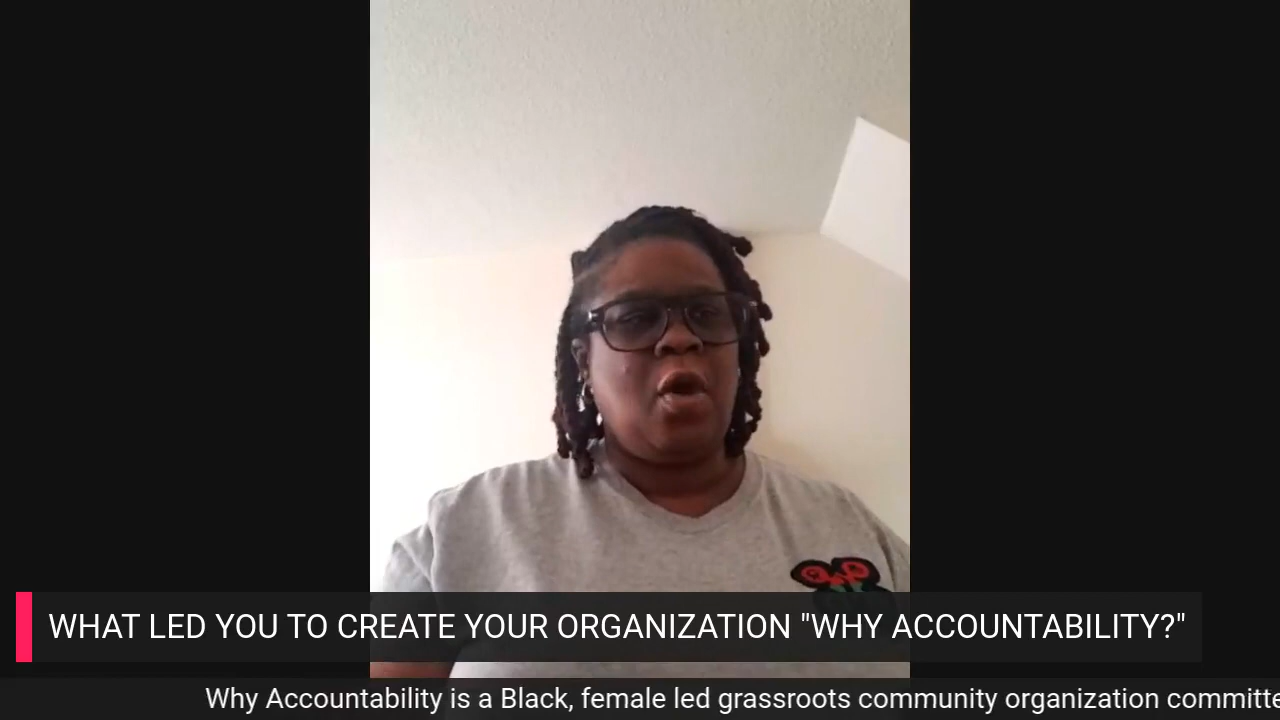 WHAT LED YOU TO CREATE YOUR ORGANIZATION "WHY ACCOUNTABILITY?"
Why Accountability is a Black, female led grassroots community organization committe